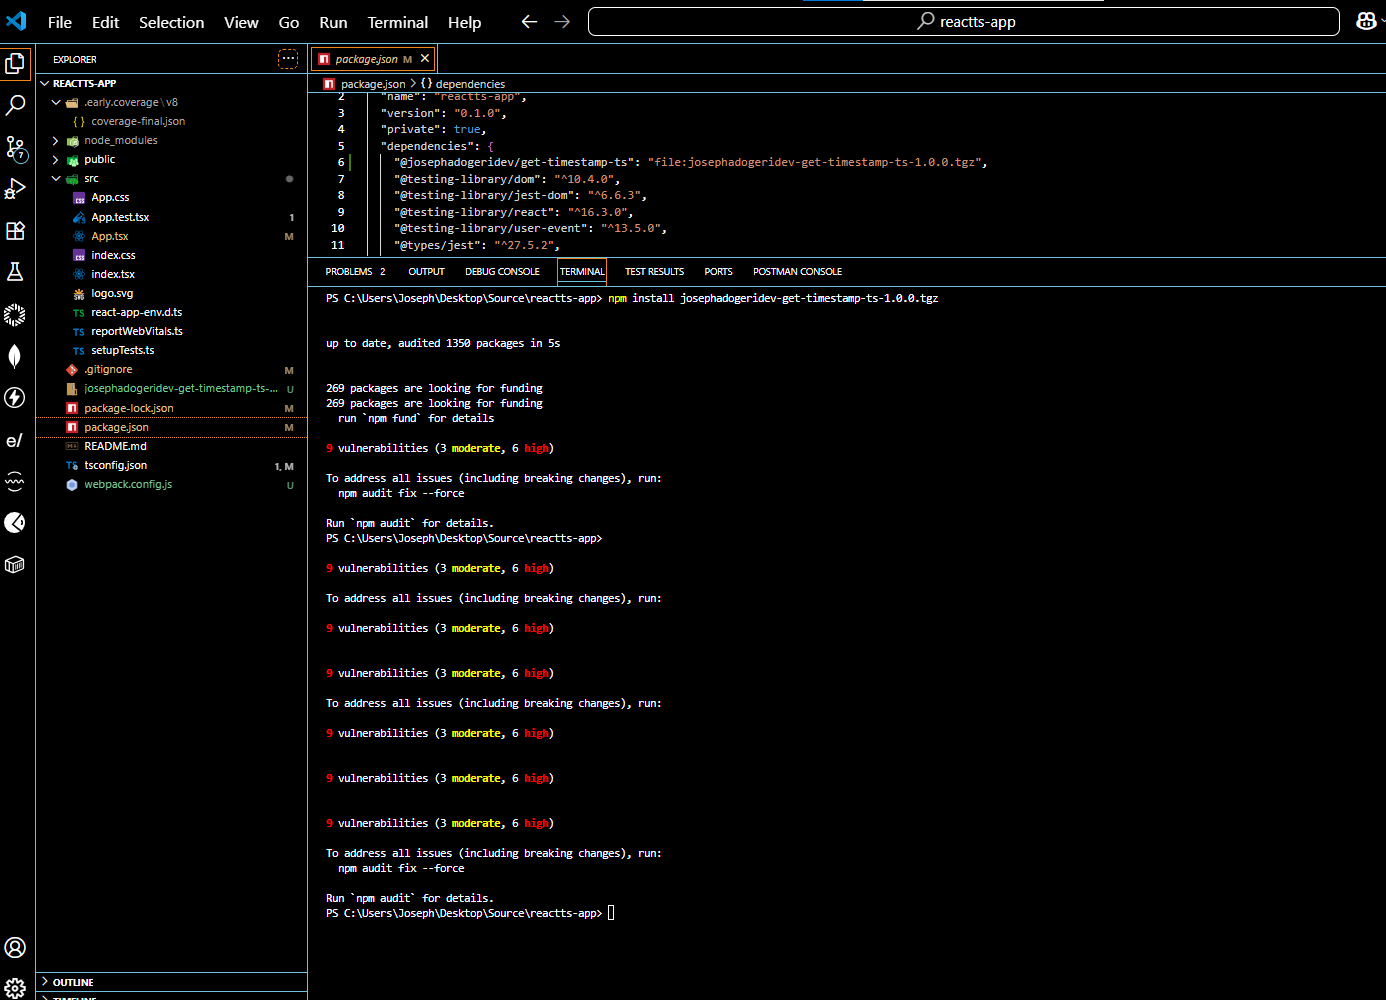 File Edit Selection View Go Run Terminal Help
reactts-app
EXPLORER
REACTTS-APP
.early.coverage \ v8
coverage-final.json
node_modules
public
src
App.css
App.test.tsx 1
App.tsx M
index.css
index.tsx
logo.svg
react-app-env.d.ts
reportWebVitals.ts
setupTests.ts
.gitignore M
josephadogeridev-get-timestamp-ts-... U
package-lock.json M
package.json M
README.md
tsconfig.json 1, M
webpack.config.js U
OUTLINE
TIMELINE
7
package.json M
package.json > {} dependencies
2 "name": "reactts-app",
3 "version": "0.1.0",
4 "private": true,
5 "dependencies": {
6 "@josephadogeridev/get-timestamp-ts": "file:josephadogeridev-get-timestamp-ts-1.0.0.tgz",
7 "@testing-library/dom": "^10.4.0",
8 "@testing-library/jest-dom": "^6.6.3",
9 "@testing-library/react": "^16.3.0",
10 "@testing-library/user-event": "^13.5.0",
11 "@types/jest": "^27.5.2",
PROBLEMS 2 OUTPUT DEBUG CONSOLE TERMINAL TEST RESULTS PORTS POSTMAN CONSOLE
PS C:\Users\Joseph\Desktop\Source\reactts-app> npm install josephadogeridev-get-timestamp-ts-1.0.0.tgz
up to date, audited 1350 packages in 5s
269 packages are looking for funding
269 packages are looking for funding
run `npm fund` for details
9 vulnerabilities (3 moderate, 6 high)
To address all issues (including breaking changes), run:
npm audit fix --force
Run `npm audit` for details.
PS C:\Users\Joseph\Desktop\Source\reactts-app>
9 vulnerabilities (3 moderate, 6 high)
To address all issues (including breaking changes), run:
9 vulnerabilities (3 moderate, 6 high)
9 vulnerabilities (3 moderate, 6 high)
To address all issues (including breaking changes), run:
9 vulnerabilities (3 moderate, 6 high)
9 vulnerabilities (3 moderate, 6 high)
9 vulnerabilities (3 moderate, 6 high)
To address all issues (including breaking changes), run:
npm audit fix --force
Run `npm audit` for details.
PS C:\Users\Joseph\Desktop\Source\reactts-app>